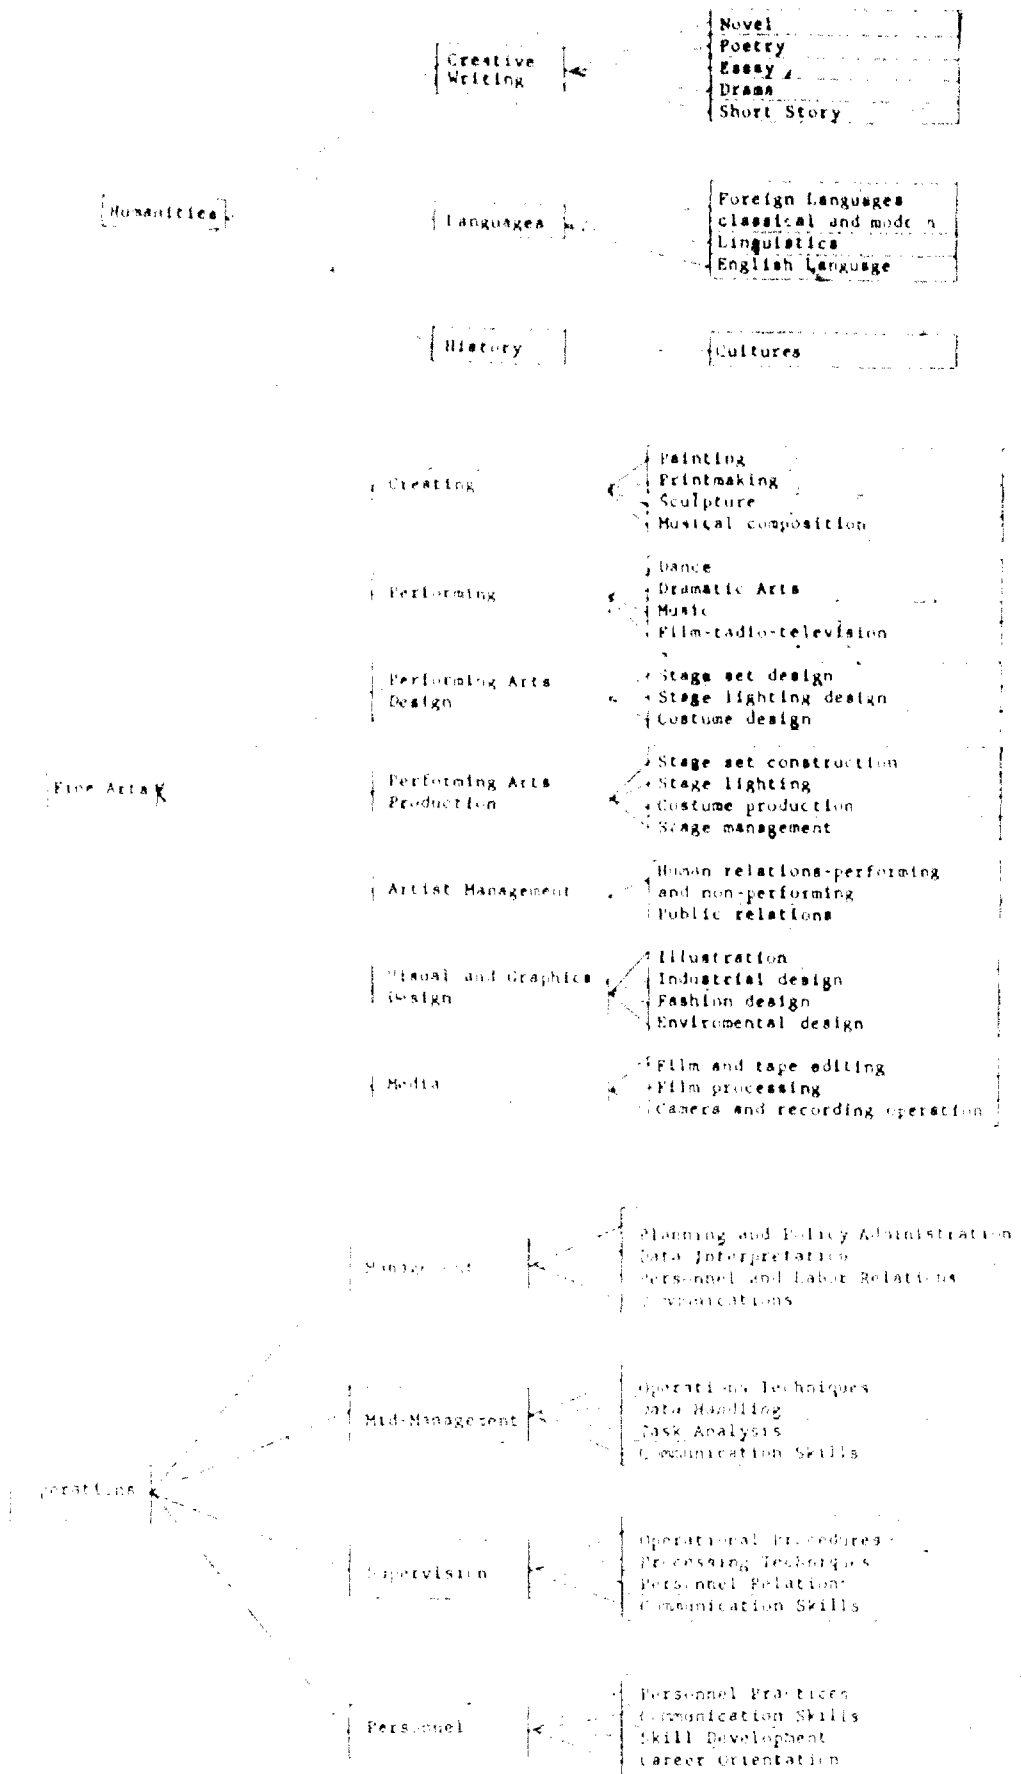 Novel
Poetry
Creative
Writing
Essay
Drama
Short Story
Humanities
Languages
Foreign Languages
classical and modern
Linguistics
English Language
History
Cultures
Creating
Painting
Printmaking
Sculpture
Musical composition
Performing
Dance
Dramatic Arts
Music
Film-radio-television
Performing Arts
Design
Stage set design
Stage lighting design
Costume design
Fine Arts
Performing Arts
Production
Stage set construction
Stage lighting
Costume production
Stage management
Artist Management
Human relations-performing
and non-performing
Public relations
Visual and Graphics
Design
Illustration
Industrial design
Fashion design
Enviromental design
Media
Film and tape editing
Film processing
Camera and recording operation
Management
Planning and Policy Administration
Data Interpretation
Personnel and Labor Relations
Communications
Mid-Management
Operations Techniques
Data Handling
Task Analysis
Communication Skills
Operations
Supervision
Operational Procedures
Processing Techniques
Personnel Relations
Communication Skills
Personnel
Personnel Practices
Communication Skills
Skill Development
Career Orientation